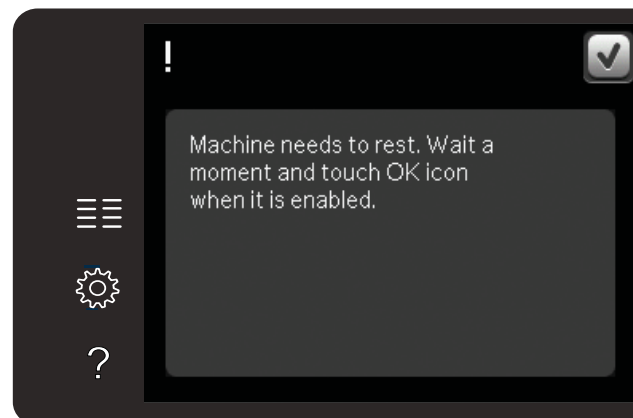 !
Machine needs to rest. Wait a
moment and touch OK icon
when it is enabled.
?